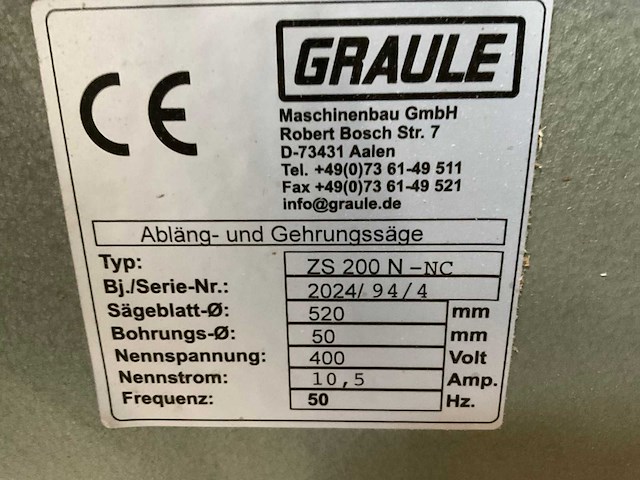 CE
GRAULE
Maschinenbau GmbH
Robert Bosch Str. 7
D-73431 Aalen
Tel. +49(0)73 61-49 511
Fax +49(0)73 61-49 521
info@graule.de
Abläng- und Gehrungssäge
Typ: ZS 200 N -NC
Bj./Serie-Nr.: 2024/ 94/4
Sägeblatt-Ø: 520 mm
Bohrungs-Ø: 50 mm
Nennspannung: 400 Volt
Nennstrom: 10,5 Amp.
Frequenz: 50 Hz.